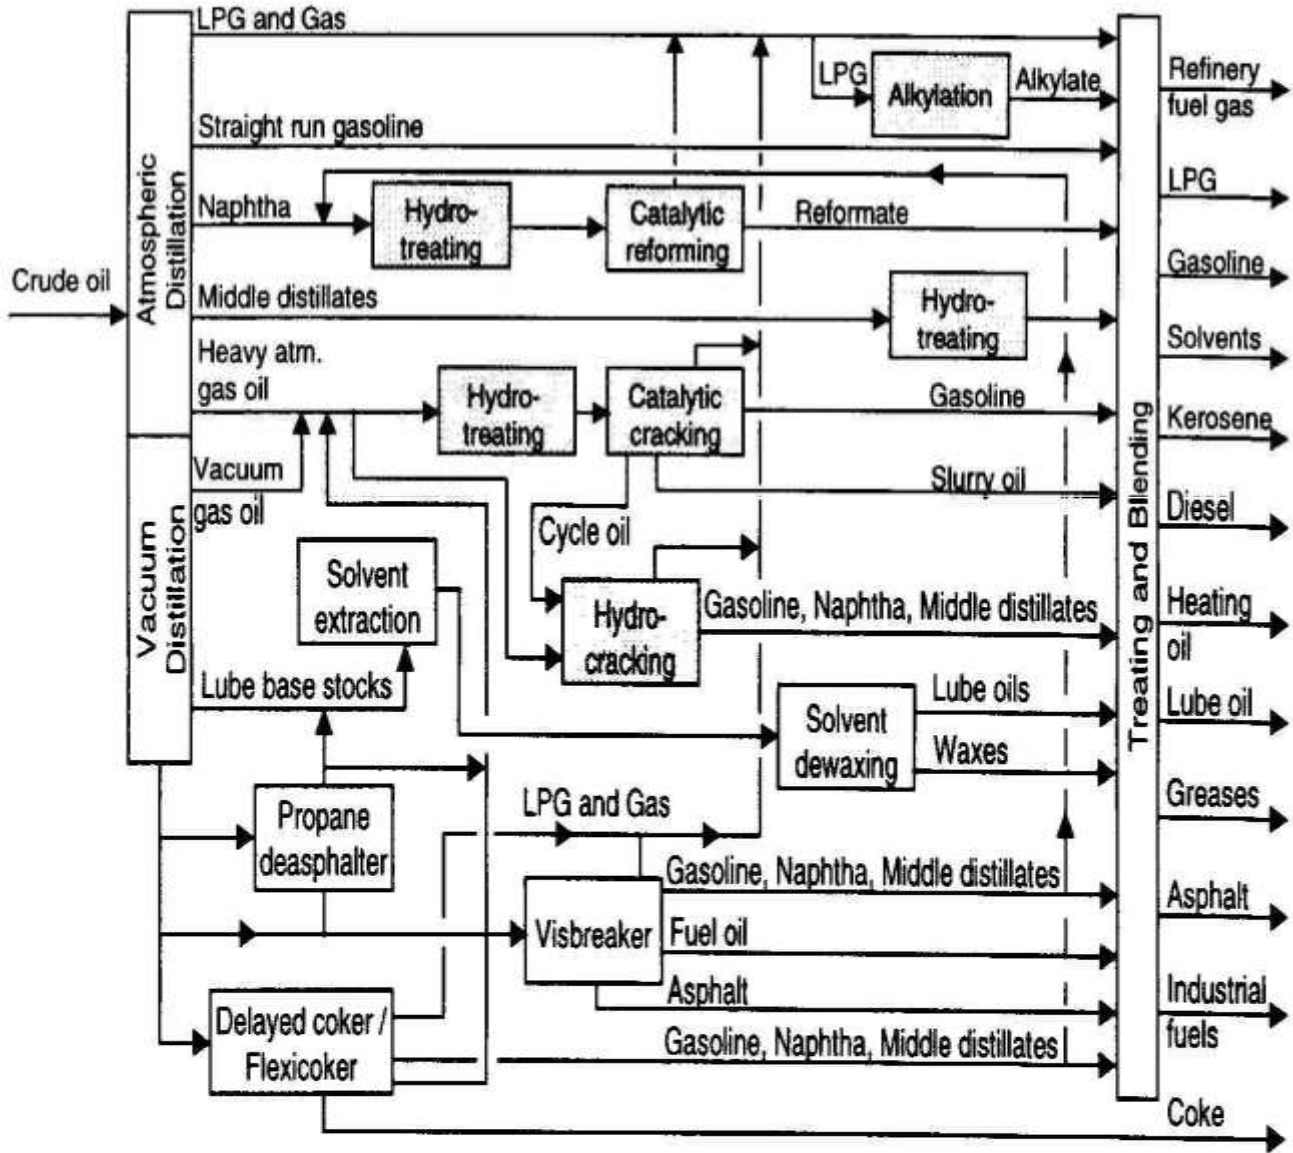 LPG and Gas
LPG
Alkylation
Alkylate
Refinery
fuel gas
Straight run gasoline
LPG
Naphtha
Hydro-
treating
Catalytic
reforming
Reformate
Gasoline
Crude oil
Atmospheric
Distillation
Middle distillates
Hydro-
treating
Solvents
Heavy atm.
gas oil
Hydro-
treating
Catalytic
cracking
Gasoline
Kerosene
Vacuum
gas oil
Slurry oil
Diesel
Cycle oil
Vacuum
Distillation
Solvent
extraction
Hydro-
cracking
Gasoline, Naphtha, Middle distillates
Treating and Bllending
Heating
oil
Lube base stocks
Solvent
dewaxing
Lube oils
Waxes
Lube oil
Propane
deasphalter
LPG and Gas
Greases
Gasoline, Naphtha, Middle distillates
Visbreaker
Fuel oil
Asphalt
Asphalt
Delayed coker /
Flexicoker
Gasoline, Naphtha, Middle distillates
Industrial
fuels
Coke